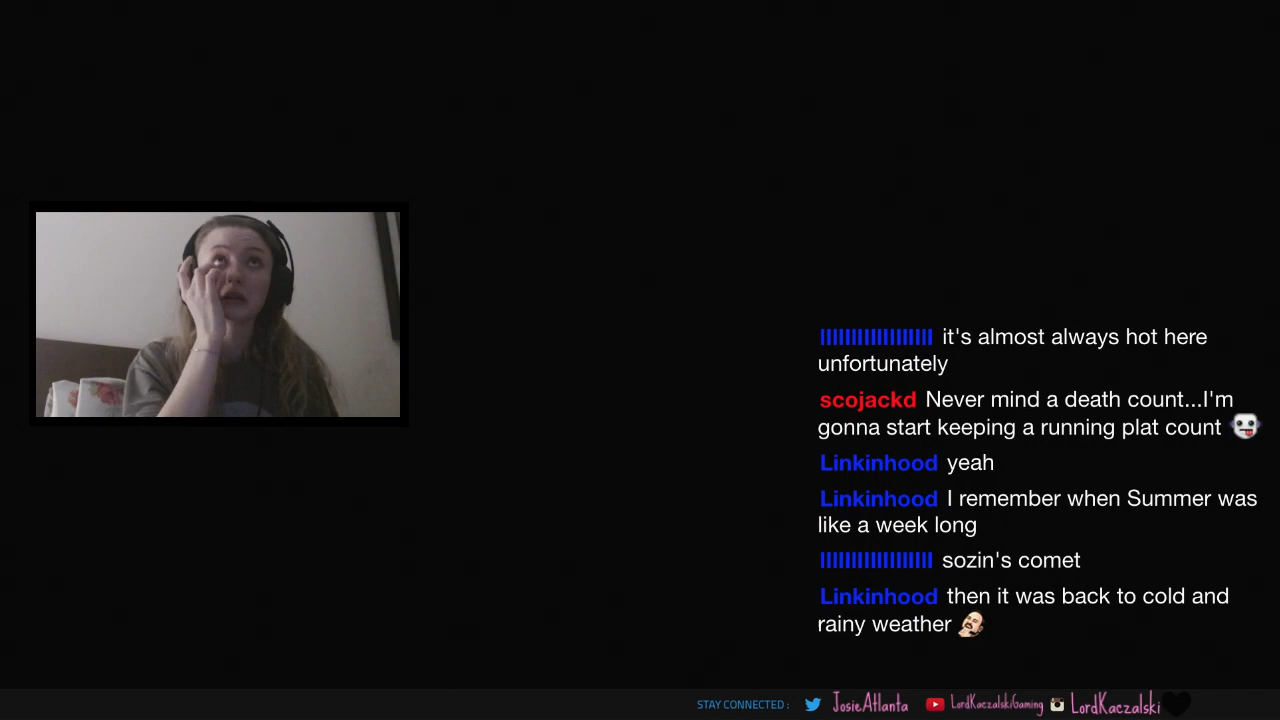 IIIIIIIIIIIIIIIIII it's almost always hot here
unfortunately
scojackd Never mind a death count...I'm
gonna start keeping a running plat count
Linkinhood yeah
Linkinhood I remember when Summer was
like a week long
IIIIIIIIIIIIIIIIII sozin's comet
Linkinhood then it was back to cold and
rainy weather
STAY CONNECTED : JosieAtlanta LordKaczalskiGaming LordKaczalski